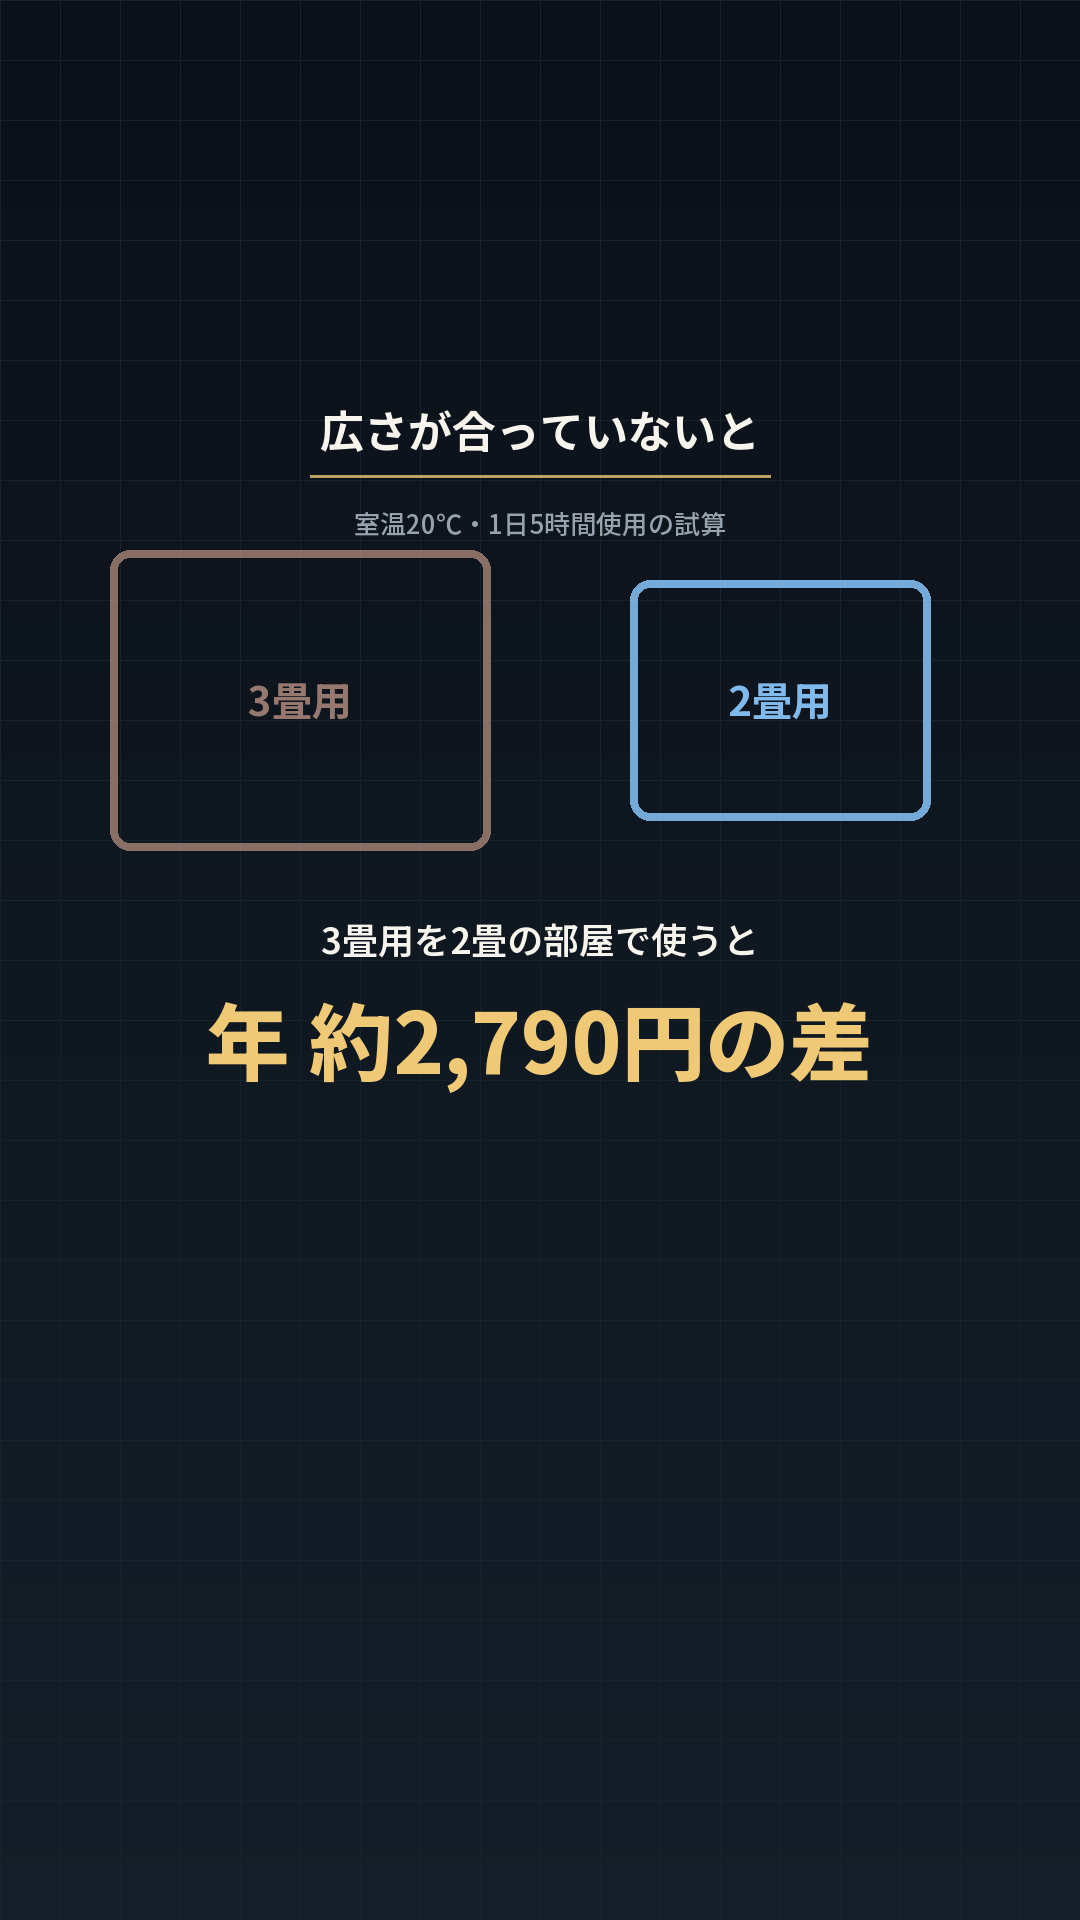 広さが合っていないと
室温20℃・1日5時間使用の試算
3畳用
2畳用
3畳用を2畳の部屋で使うと
年 約2,790円の差